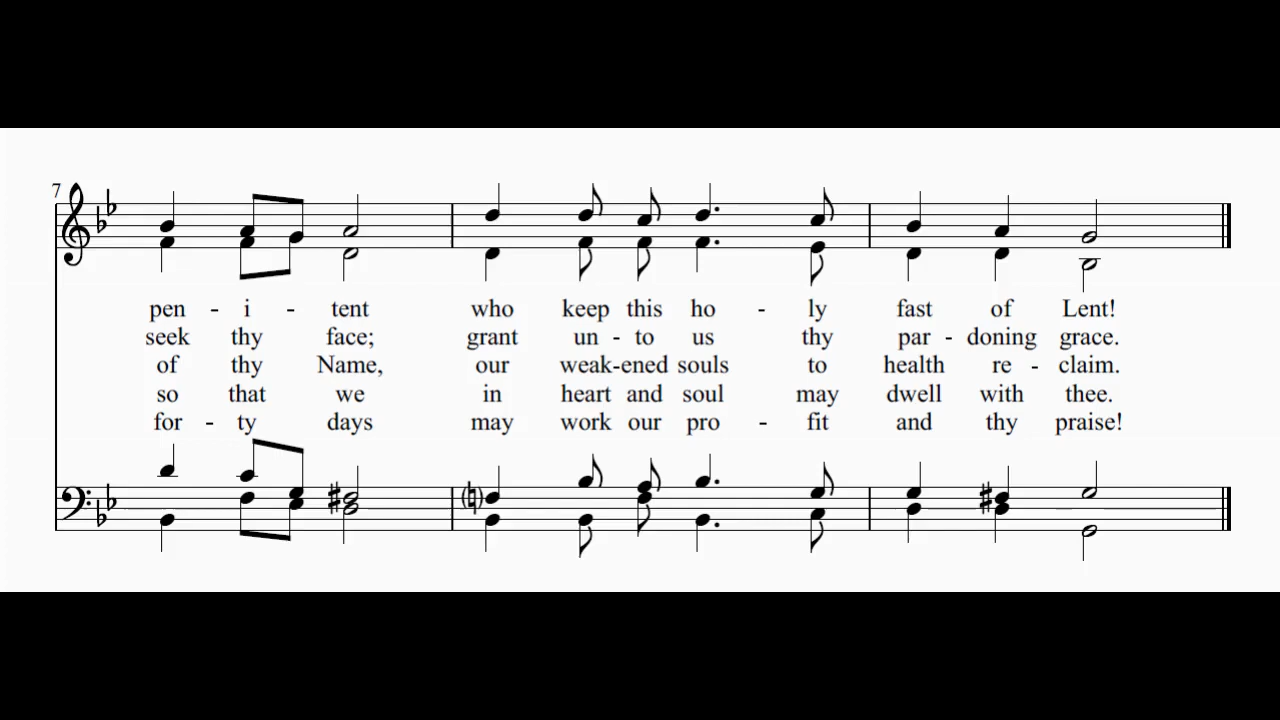 7
pen - i - tent who keep this ho - ly fast of Lent!
seek thy face; grant un - to us thy par - doning grace.
of thy Name, our weak-ened souls to health re - claim.
so that we in heart and soul may dwell with thee.
for - ty days may work our pro - fit and thy praise!